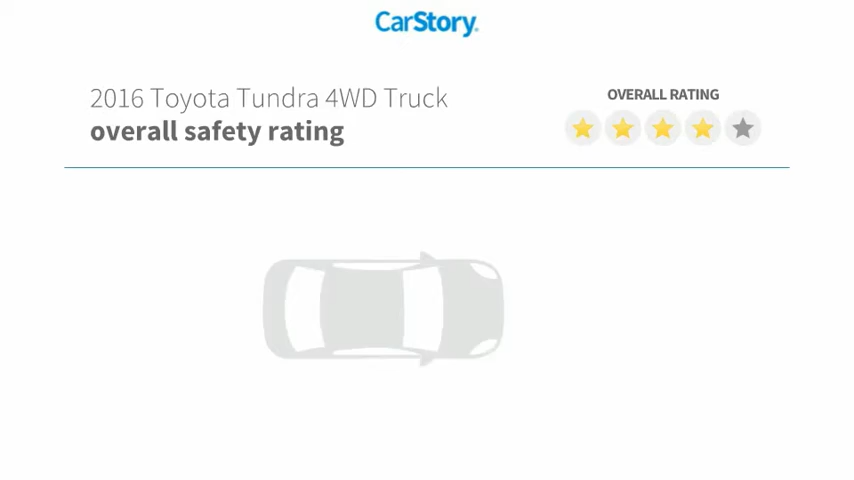 CarStory.
2016 Toyota Tundra 4WD Truck
overall safety rating
OVERALL RATING